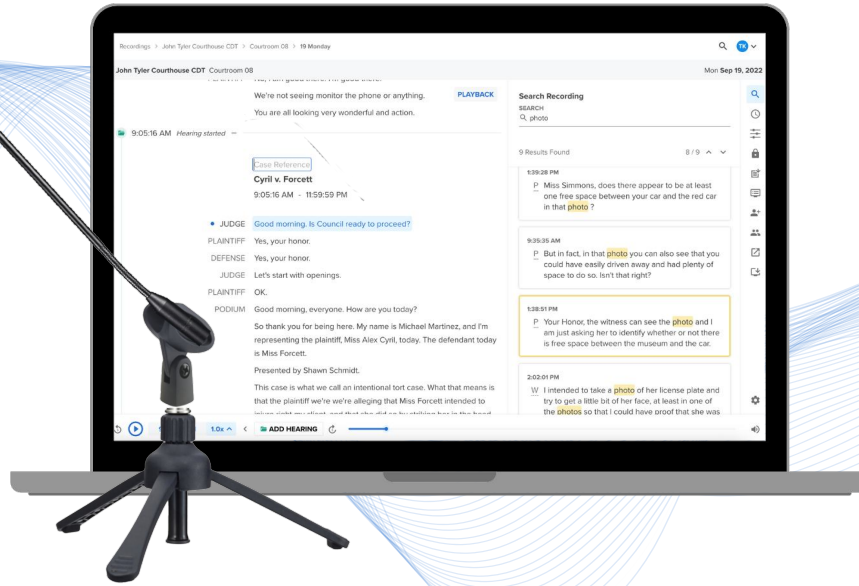 Recordings > John Tyler Courthouse CDT > Courtroom 08 > 19 Monday
TK
John Tyler Courthouse CDT Courtroom 08
Mon Sep 19, 2022
We're not seeing monitor the phone or anything.
PLAYBACK
You are all looking very wonderful and action.
9:05:16 AM Hearing started
Case Reference
Cyril v. Forcett
9:05:16 AM - 11:59:59 PM
JUDGE Good morning. Is Council ready to proceed?
PLAINTIFF Yes, your honor.
DEFENSE Yes, your honor.
JUDGE Let's start with openings.
PLAINTIFF OK.
PODIUM Good morning, everyone. How are you today?
So thank you for being here. My name is Michael Martinez, and I'm
representing the plaintiff, Miss Alex Cyril, today. The defendant today
is Miss Forcett.
Presented by Shawn Schmidt.
This case is what we call an intentional tort case. What that means is
that the plaintiff we're we're alleging that Miss Forcett intended to
Search Recording
SEARCH
photo
9 Results Found
8 / 9
1:39:28 PM
P Miss Simmons, does there appear to be at least
one free space between your car and the red car
in that photo ?
9:35:35 AM
P But in fact, in that photo you can also see that you
could have easily driven away and had plenty of
space to do so. Isn't that right?
1:38:51 PM
P Your Honor, the witness can see the photo and I
am just asking her to identify whether or not there
is free space between the museum and the car.
2:02:01 PM
W I intended to take a photo of her license plate and
try to get a little bit of her face, at least in one of
the photos so that I could have proof that she was
1.0x
ADD HEARING